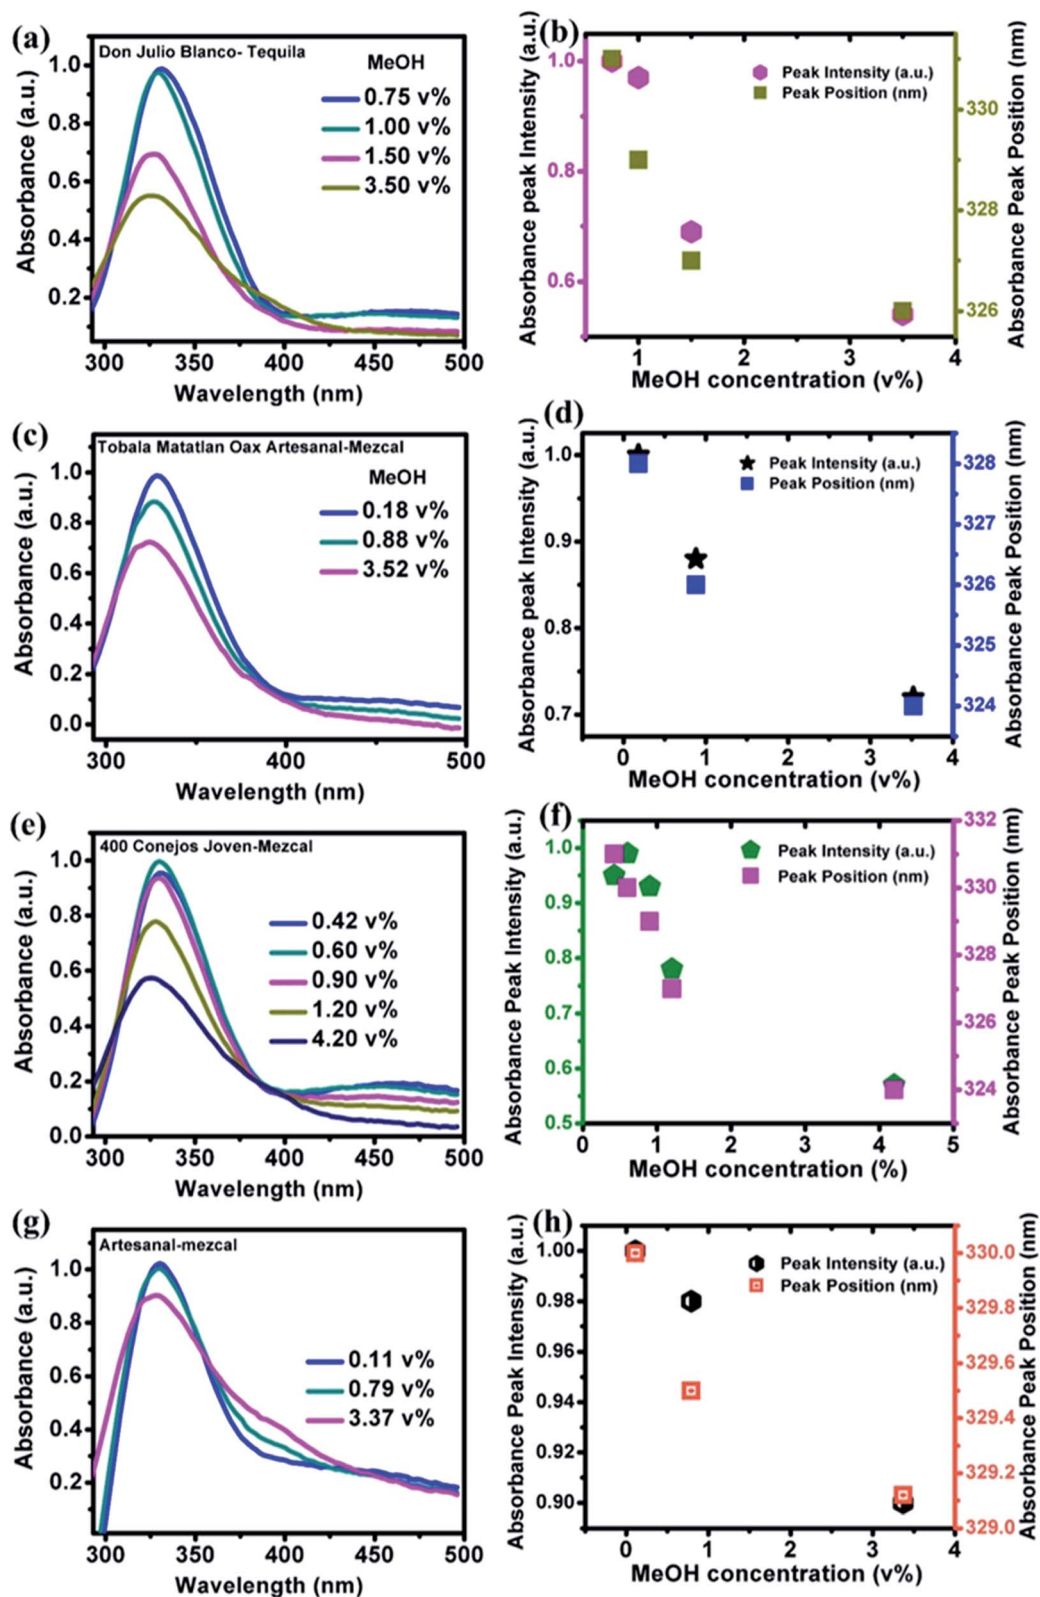 (a)
Don Julio Blanco- Tequila
MeOH
0.75 v%
1.00 v%
1.50 v%
3.50 v%
1.0
0.8
0.6
0.4
0.2
Absorbance (a.u.)
300 350 400 450 500
Wavelength (nm)
(b)
Peak Intensity (a.u.)
Peak Position (nm)
1.0
0.8
0.6
Absorbance peak Intensity (a.u.)
330
328
326
Absorbance Peak Position (nm)
1 2 3 4
MeOH concentration (v%)
(c)
Tobala Matatlan Oax Artesanal-Mezcal
MeOH
0.18 v%
0.88 v%
3.52 v%
1.0
0.8
0.6
0.4
0.2
0.0
Absorbance (a.u.)
300 400 500
Wavelength (nm)
(d)
Peak Intensity (a.u.)
Peak Position (nm)
1.0
0.9
0.8
0.7
Absorbance peak Intensity (a.u.)
328
327
326
325
324
Absorbance Peak Position (nm)
0 1 2 3 4
MeOH concentration (v%)
(e)
400 Conejos Joven-Mezcal
0.42 v%
0.60 v%
0.90 v%
1.20 v%
4.20 v%
1.0
0.8
0.6
0.4
0.2
0.0
Absorbance (a.u.)
300 350 400 450 500
Wavelength (nm)
(f)
Peak Intensity (a.u.)
Peak Position (nm)
1.0
0.9
0.8
0.7
0.6
0.5
Absorbance Peak Intensity (a.u.)
332
330
328
326
324
Absorbance Peak Position (nm)
0 1 2 3 4 5
MeOH concentration (%)
(g)
Artesanal-mezcal
0.11 v%
0.79 v%
3.37 v%
1.0
0.8
0.6
0.4
0.2
Absorbance (a.u.)
300 350 400 450 500
Wavelength (nm)
(h)
Peak Intensity (a.u.)
Peak Position (nm)
1.00
0.98
0.96
0.94
0.92
0.90
Absorbance Peak Intensity (a.u.)
330.0
329.8
329.6
329.4
329.2
329.0
Absorbance Peak Position (nm)
0 1 2 3 4
MeOH concentration (v%)